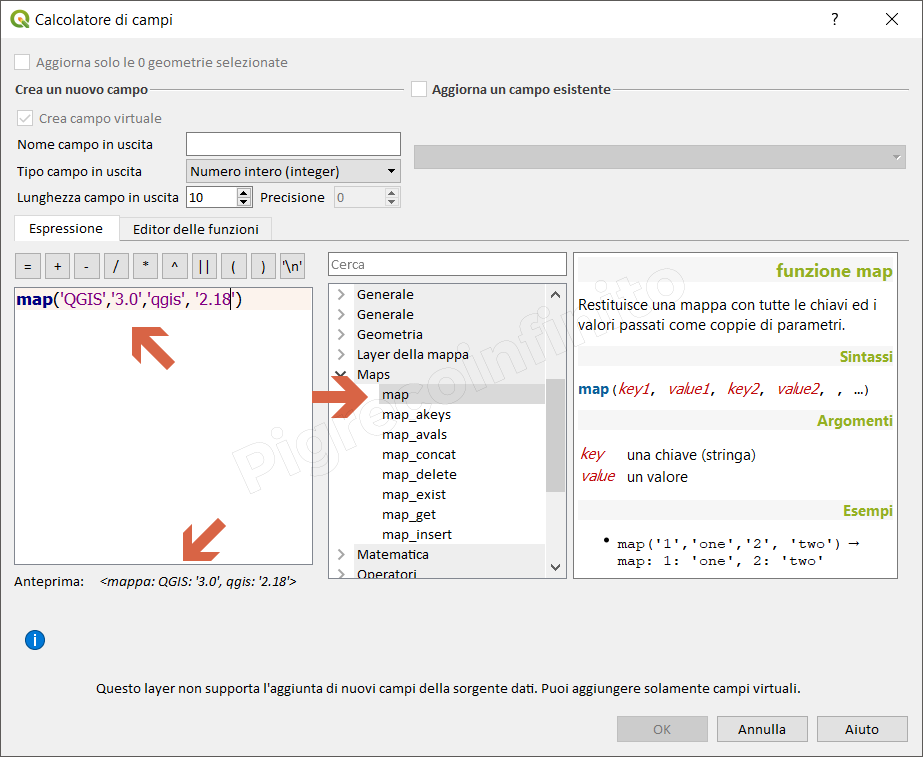 Calcolatore di campi
?
Aggiorna solo le 0 geometrie selezionate
Crea un nuovo campo
Aggiorna un campo esistente
Crea campo virtuale
Nome campo in uscita
Tipo campo in uscita
Numero intero (integer)
Lunghezza campo in uscita
10
Precisione
0
Espressione
Editor delle funzioni
=
+
-
/
*
^
||
(
)
'\n'
map('QGIS','3.0','qgis', '2.18')
Anteprima: <mappa: QGIS: '3.0', qgis: '2.18'>
Cerca
Generale
Generale
Geometria
Layer della mappa
Maps
map
map_akeys
map_avals
map_concat
map_delete
map_exist
map_get
map_insert
Matematica
Operatori
funzione map
Restituisce una mappa con tutte le chiavi ed i
valori passati come coppie di parametri.
Sintassi
map(key1, value1, key2, value2, , …)
Argomenti
key una chiave (stringa)
value un valore
Esempi
• map('1','one','2', 'two') →
map: 1: 'one', 2: 'two'
Pigrecoinfinito
Questo layer non supporta l'aggiunta di nuovi campi della sorgente dati. Puoi aggiungere solamente campi virtuali.
OK
Annulla
Aiuto